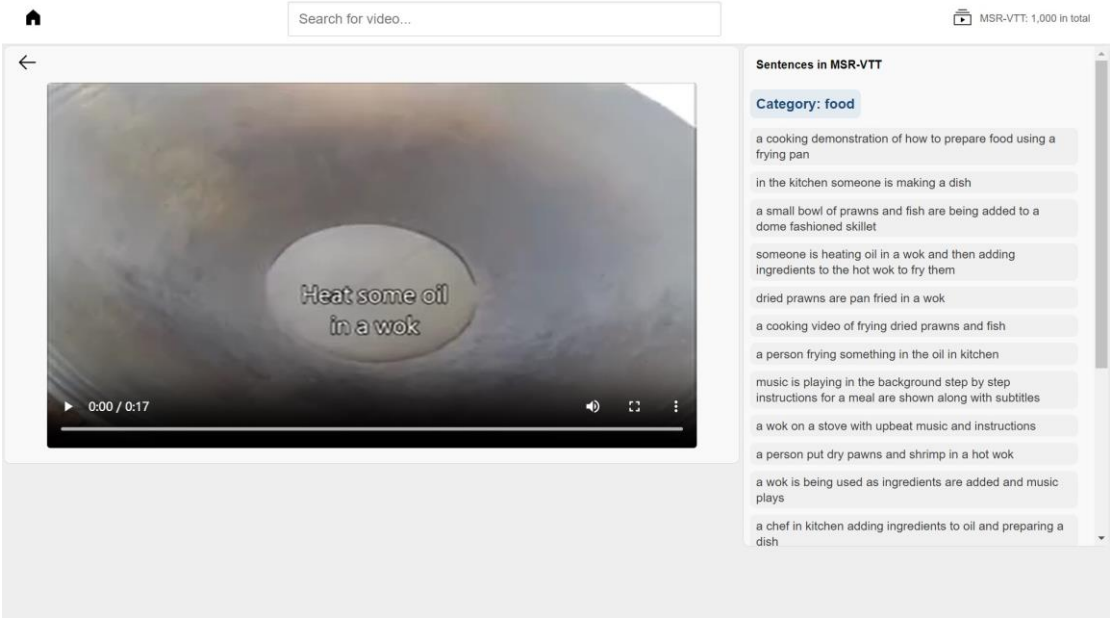 Search for video...
MSR-VTT: 1,000 in total
Heat some oil
in a wok
0:00 / 0:17
Sentences in MSR-VTT
Category: food
a cooking demonstration of how to prepare food using a
frying pan
in the kitchen someone is making a dish
a small bowl of prawns and fish are being added to a
dome fashioned skillet
someone is heating oil in a wok and then adding
ingredients to the hot wok to fry them
dried prawns are pan fried in a wok
a cooking video of frying dried prawns and fish
a person frying something in the oil in kitchen
music is playing in the background step by step
instructions for a meal are shown along with subtitles
a wok on a stove with upbeat music and instructions
a person put dry pawns and shrimp in a hot wok
a wok is being used as ingredients are added and music
plays
a chef in kitchen adding ingredients to oil and preparing a
dish